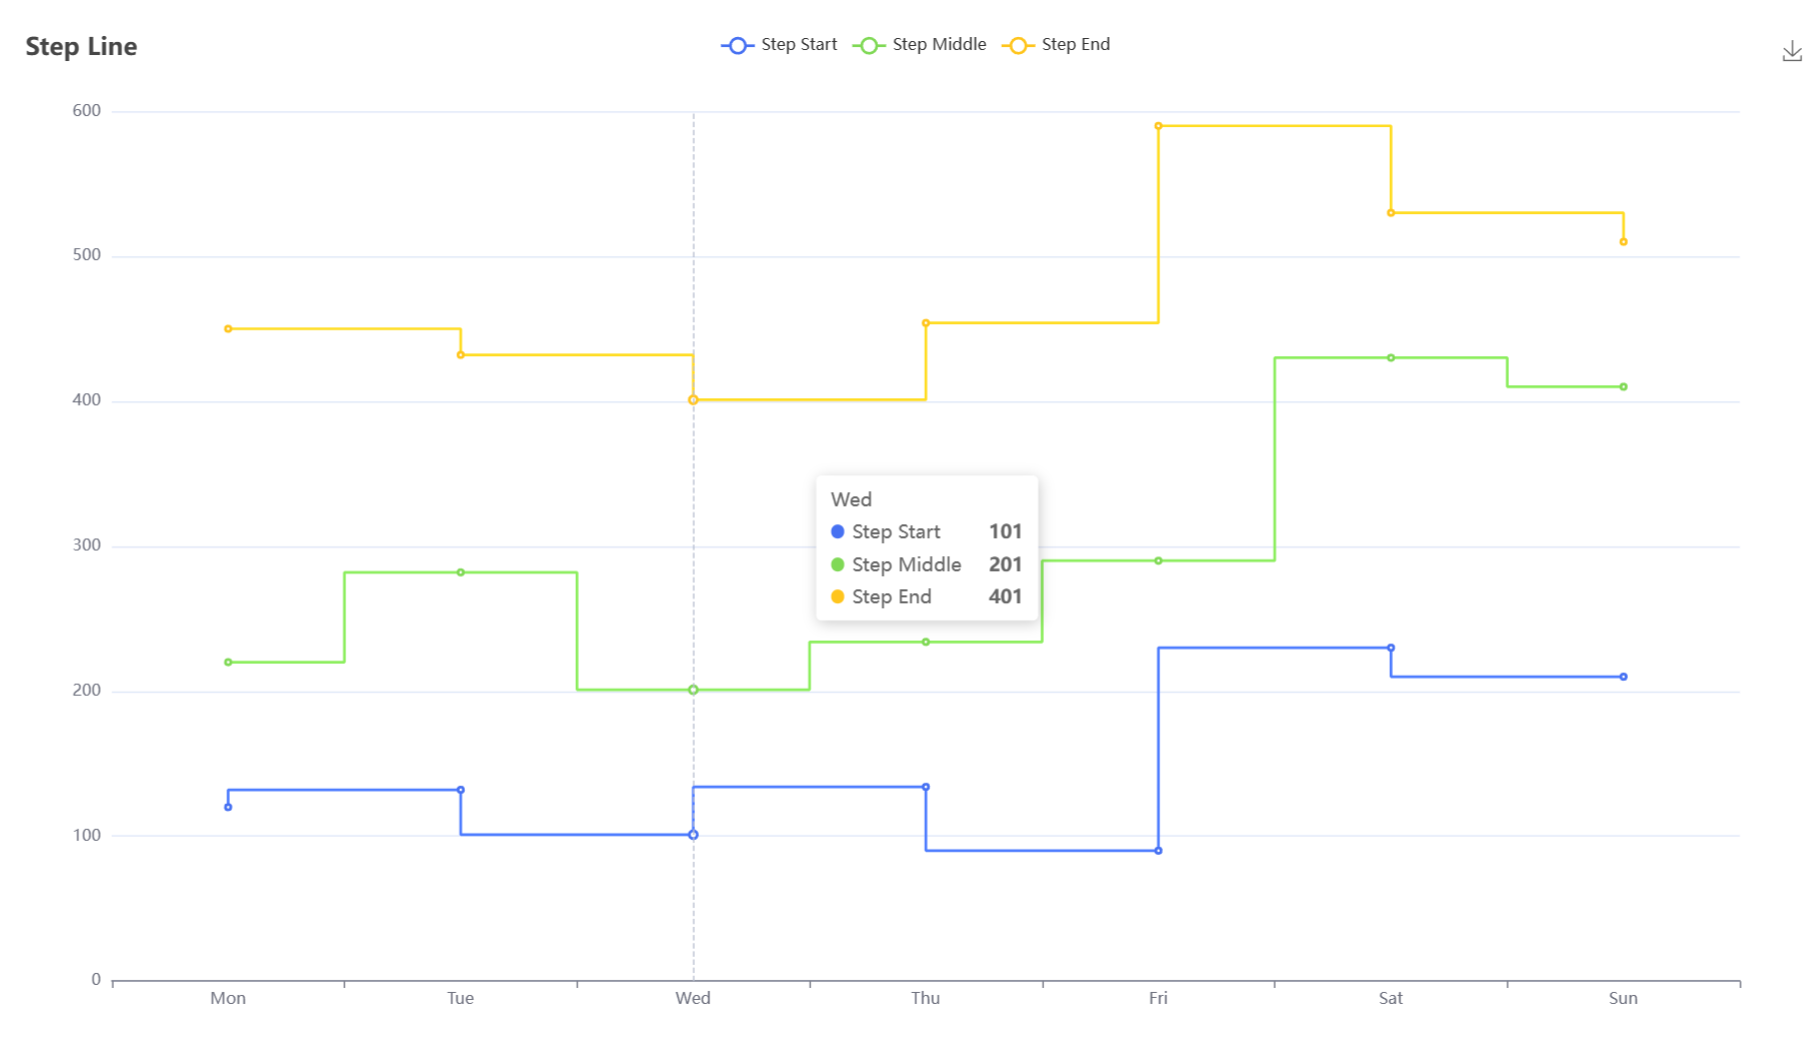 Step Line
Step Start Step Middle Step End
600
500
400
300
200
100
0
Wed
Step Start 101
Step Middle 201
Step End 401
Mon Tue Wed Thu Fri Sat Sun